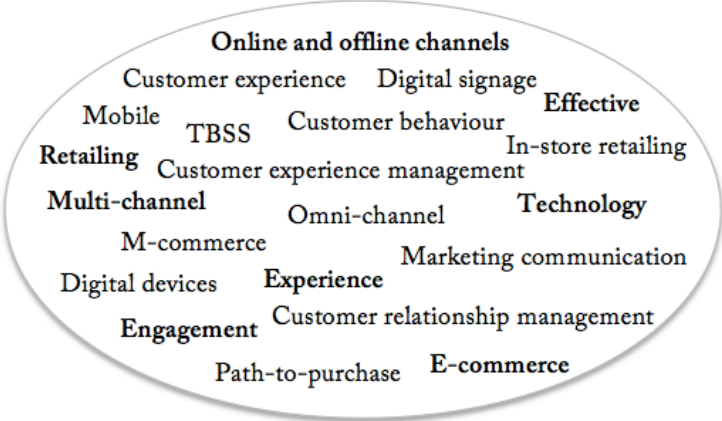 Online and offline channels
Customer experience
Digital signage
Effective
Mobile
TBSS
Customer behaviour
In-store retailing
Retailing
Customer experience management
Multi-channel
Omni-channel
Technology
M-commerce
Marketing communication
Digital devices
Experience
Engagement
Customer relationship management
Path-to-purchase
E-commerce